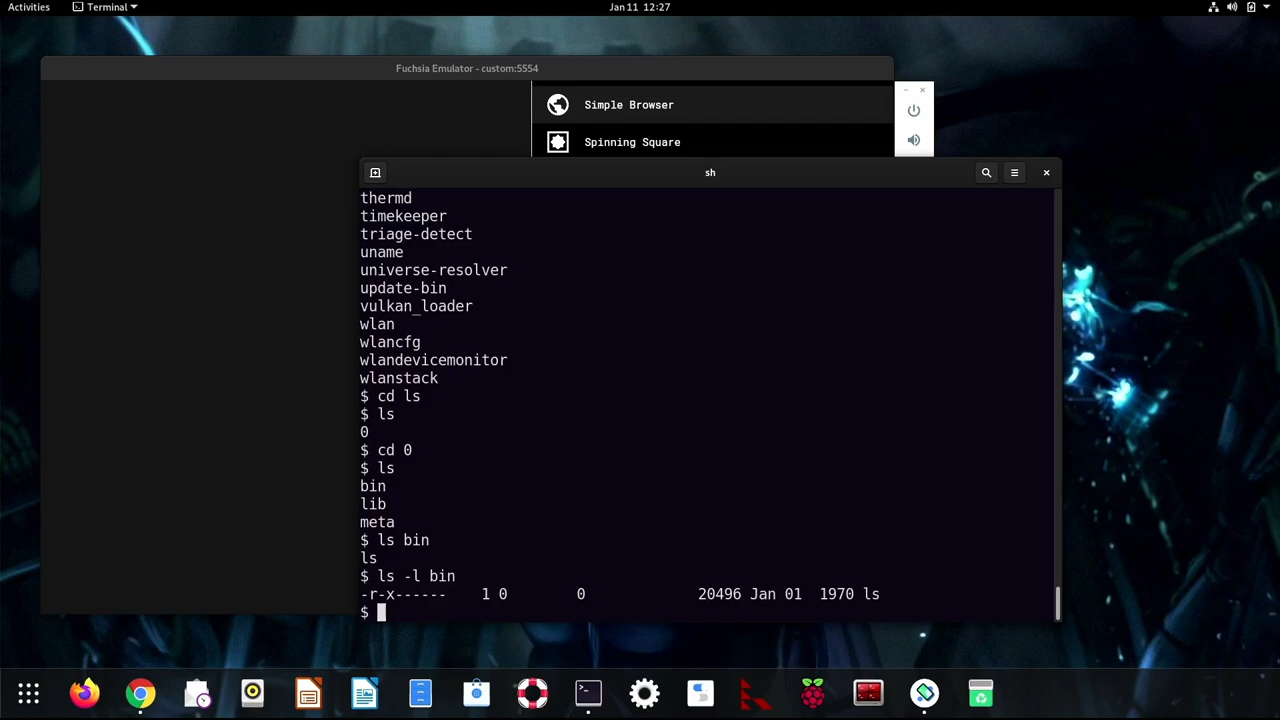 Activities
Terminal
Jan 11 12:27
Fuchsia Emulator - custom:5554
Simple Browser
Spinning Square
sh
thermd
timekeeper
triage-detect
uname
universe-resolver
update-bin
vulkan_loader
wlan
wlancfg
wlandevicemonitor
wlanstack
$ cd ls
$ ls
0
$ cd 0
$ ls
bin
lib
meta
$ ls bin
ls
$ ls -l bin
-r-x------    1 0        0             20496 Jan 01  1970 ls
$